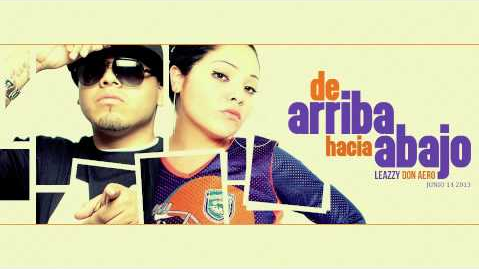 de
arriba
hacia
abajo
LEAZZY DON AERO
JUNIO 14 2013